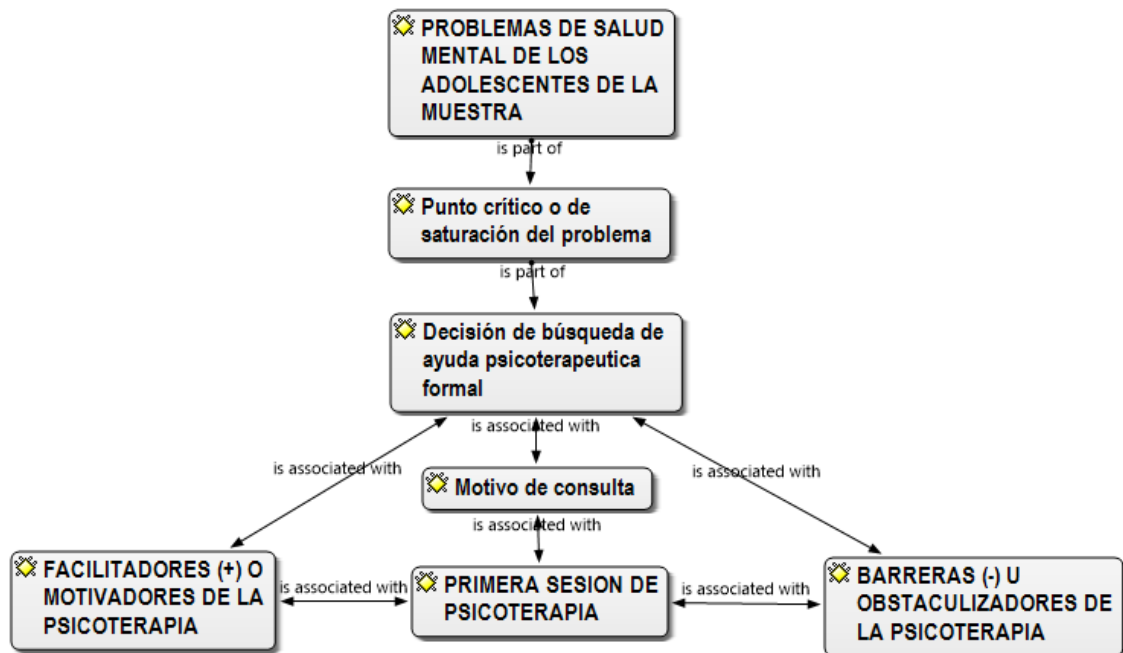 PROBLEMAS DE SALUD
MENTAL DE LOS
ADOLESCENTES DE LA
MUESTRA
is part of
Punto crítico o de
saturación del problema
is part of
Decisión de búsqueda de
ayuda psicoterapeutica
formal
is associated with
is associated with
is associated with
Motivo de consulta
is associated with
FACILITADORES (+) O
MOTIVADORES DE LA
PSICOTERAPIA
is associated with
PRIMERA SESION DE
PSICOTERAPIA
is associated with
BARRERAS (-) U
OBSTACULIZADORES DE
LA PSICOTERAPIA